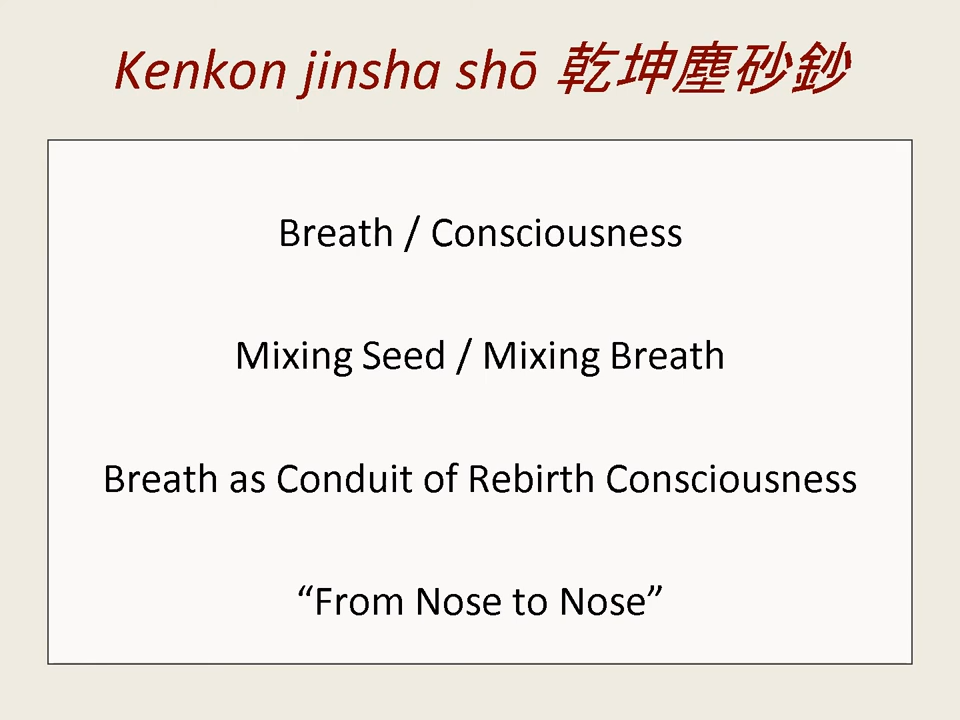 Kenkon jinsha shō 乾坤塵砂鈔
Breath / Consciousness
Mixing Seed / Mixing Breath
Breath as Conduit of Rebirth Consciousness
“From Nose to Nose”